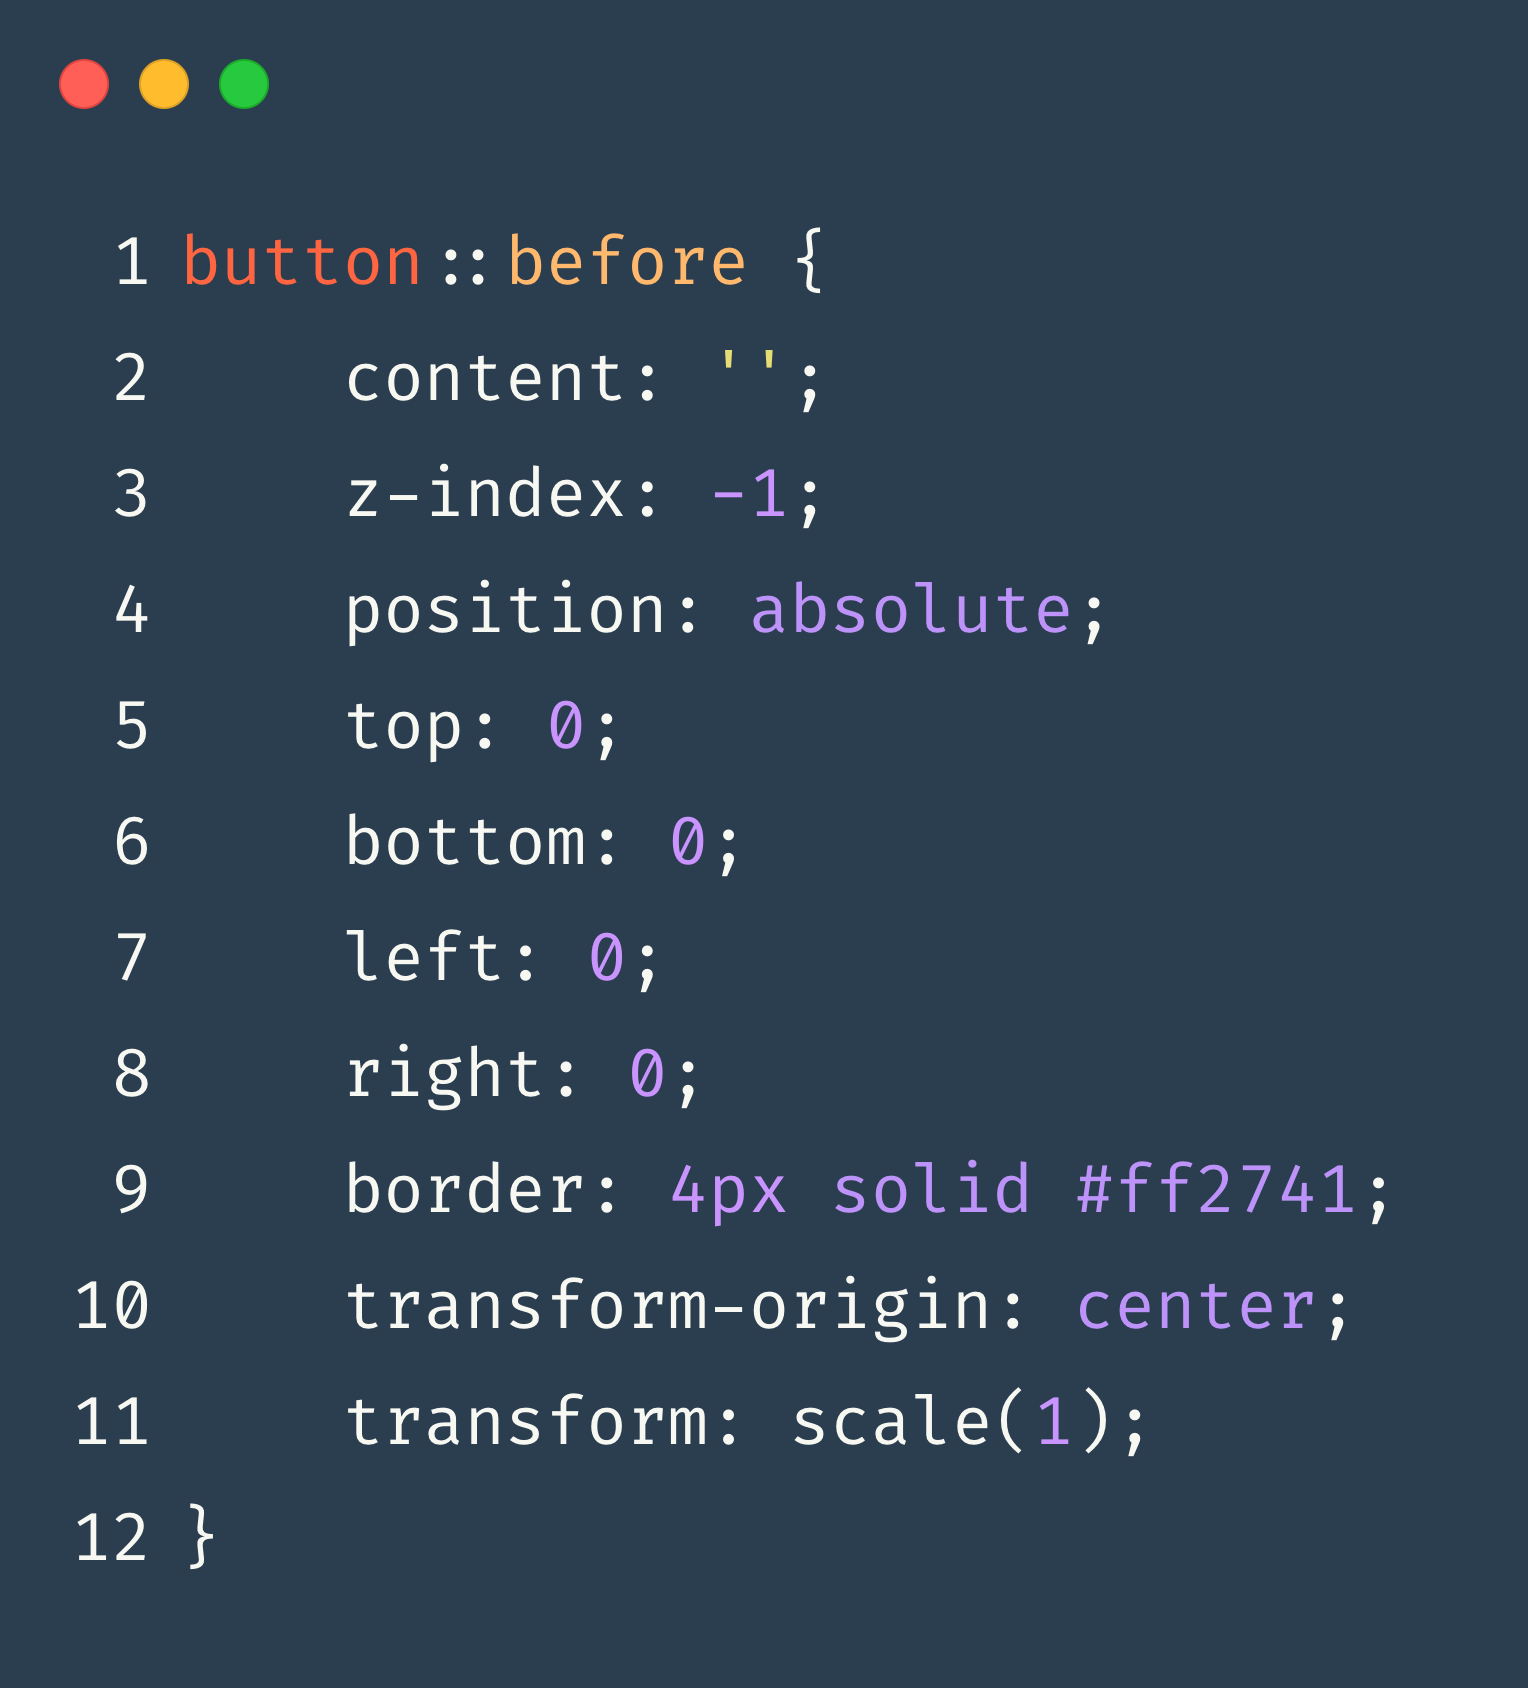 1 button::before {
2     content: '';
3     z-index: -1;
4     position: absolute;
5     top: 0;
6     bottom: 0;
7     left: 0;
8     right: 0;
9     border: 4px solid #ff2741;
10     transform-origin: center;
11     transform: scale(1);
12 }